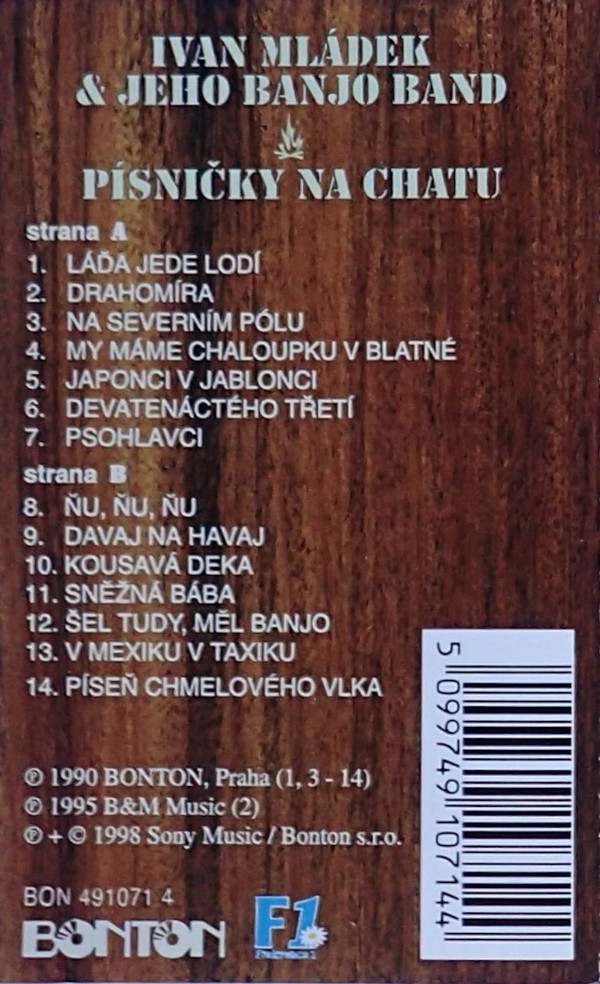 IVAN MLÁDEK
& JEHO BANJO BAND
PÍSNIČKY NA CHATU
strana A
1. LÁĎA JEDE LODÍ
2. DRAHOMÍRA
3. NA SEVERNÍM PÓLU
4. MY MÁME CHALOUPKU V BLATNÉ
5. JAPONCI V JABLONCI
6. DEVATENÁCTÉHO TŘETÍ
7. PSOHLAVCI
strana B
8. ŇU, ŇU, ŇU
9. DAVAJ NA HAVAJ
10. KOUSAVÁ DEKA
11. SNĚŽNÁ BÁBA
12. ŠEL TUDY, MĚL BANJO
13. V MEXIKU V TAXIKU
14. PÍSEŇ CHMELOVÉHO VLKA
℗ 1990 BONTON, Praha (1, 3 - 14)
℗ 1995 B&M Music (2)
℗ + © 1998 Sony Music / Bonton s.r.o.
BON 491071 4
BONTON
F1
5 099749 107144